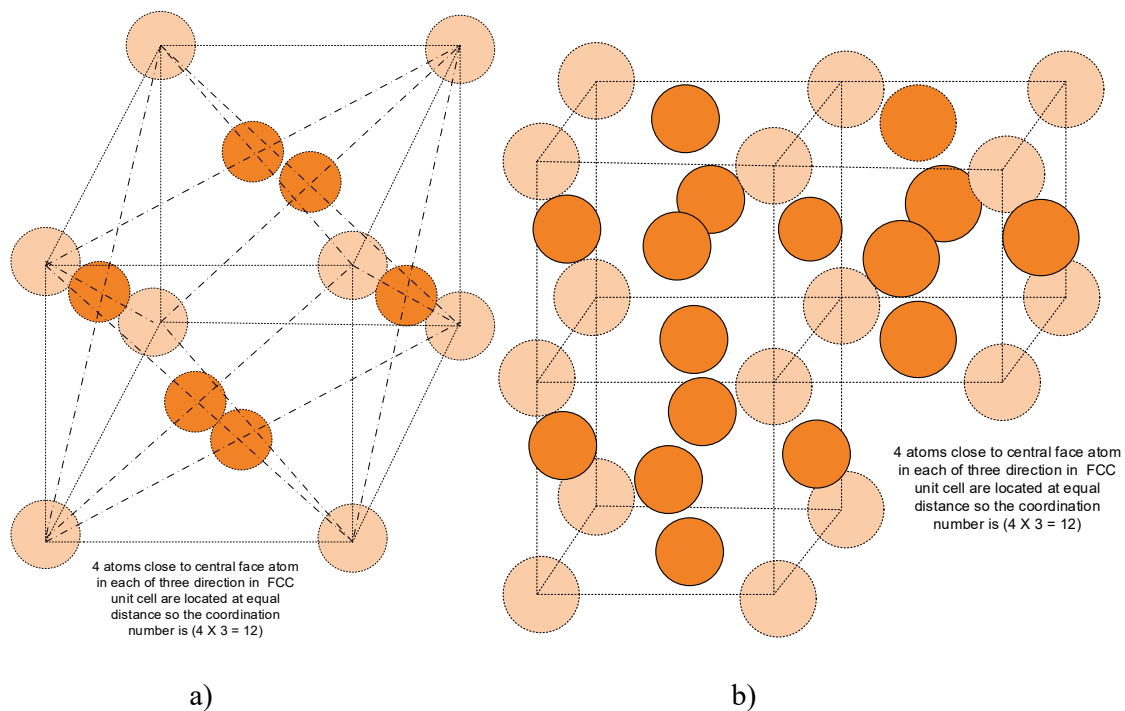 4 atoms close to central face atom
in each of three direction in  FCC
unit cell are located at equal
distance so the coordination
number is (4 X 3 = 12)
4 atoms close to central face atom
in each of three direction in  FCC
unit cell are located at equal
distance so the coordination
number is (4 X 3 = 12)
a)
b)